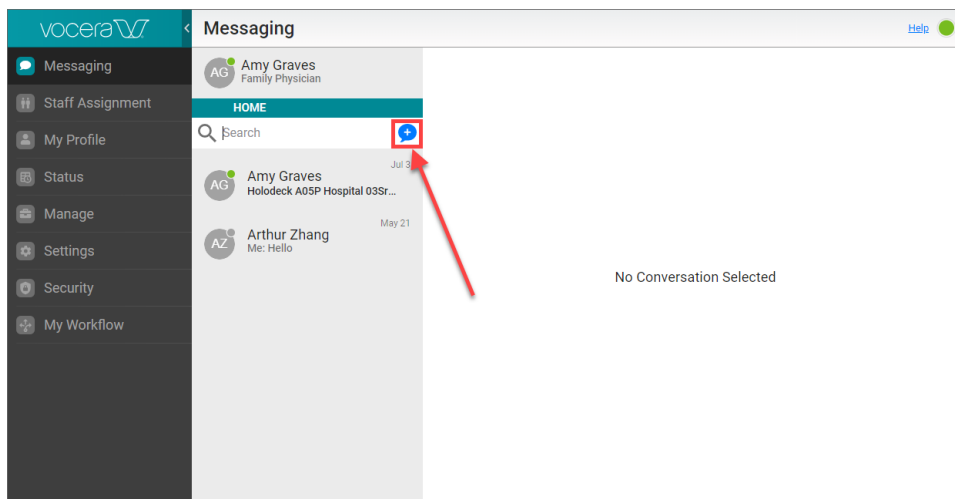 vocera
Messaging
Help
Messaging
Staff Assignment
My Profile
Status
Manage
Settings
Security
My Workflow
AG
Amy Graves
Family Physician
HOME
Search
Jul 3
AG
Amy Graves
Holodeck A05P Hospital 03Sr...
May 21
AZ
Arthur Zhang
Me: Hello
No Conversation Selected